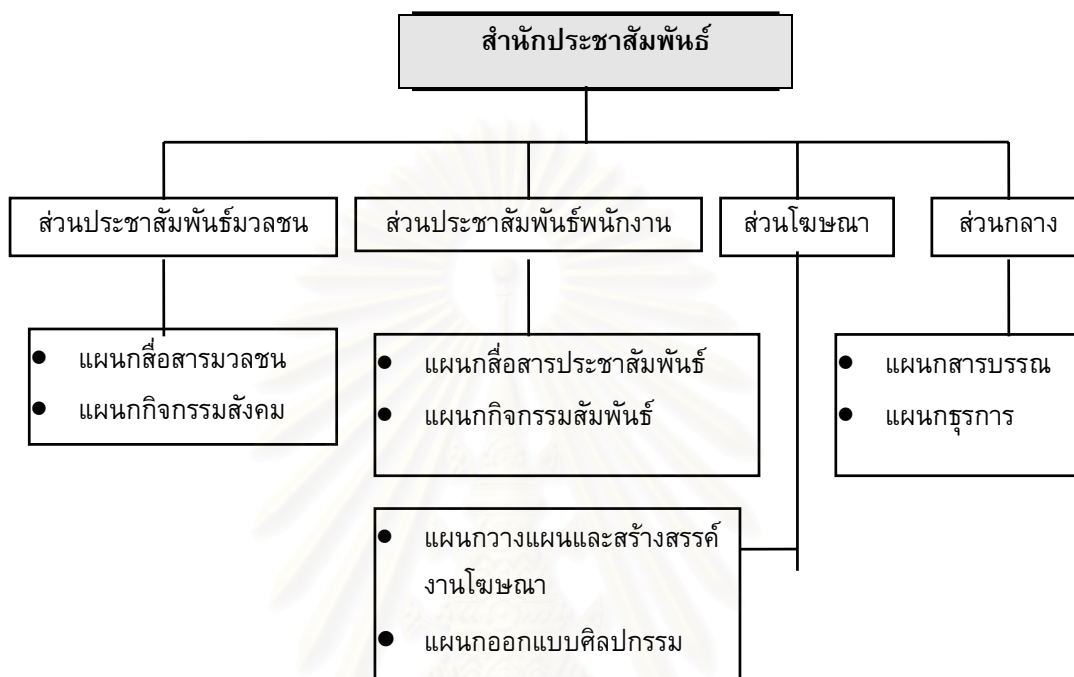 สำนักประชาสัมพันธ์
ส่วนประชาสัมพันธ์มวลชน
ส่วนประชาสัมพันธ์พนักงาน
ส่วนโฆษณา
ส่วนกลาง
● แผนกสื่อสารมวลชน
● แผนกกิจกรรมสังคม
● แผนกสื่อสารประชาสัมพันธ์
● แผนกกิจกรรมสัมพันธ์
● แผนกสารบรรณ
● แผนกธุรการ
● แผนกวางแผนและสร้างสรรค์
งานโฆษณา
● แผนกออกแบบศิลปกรรม